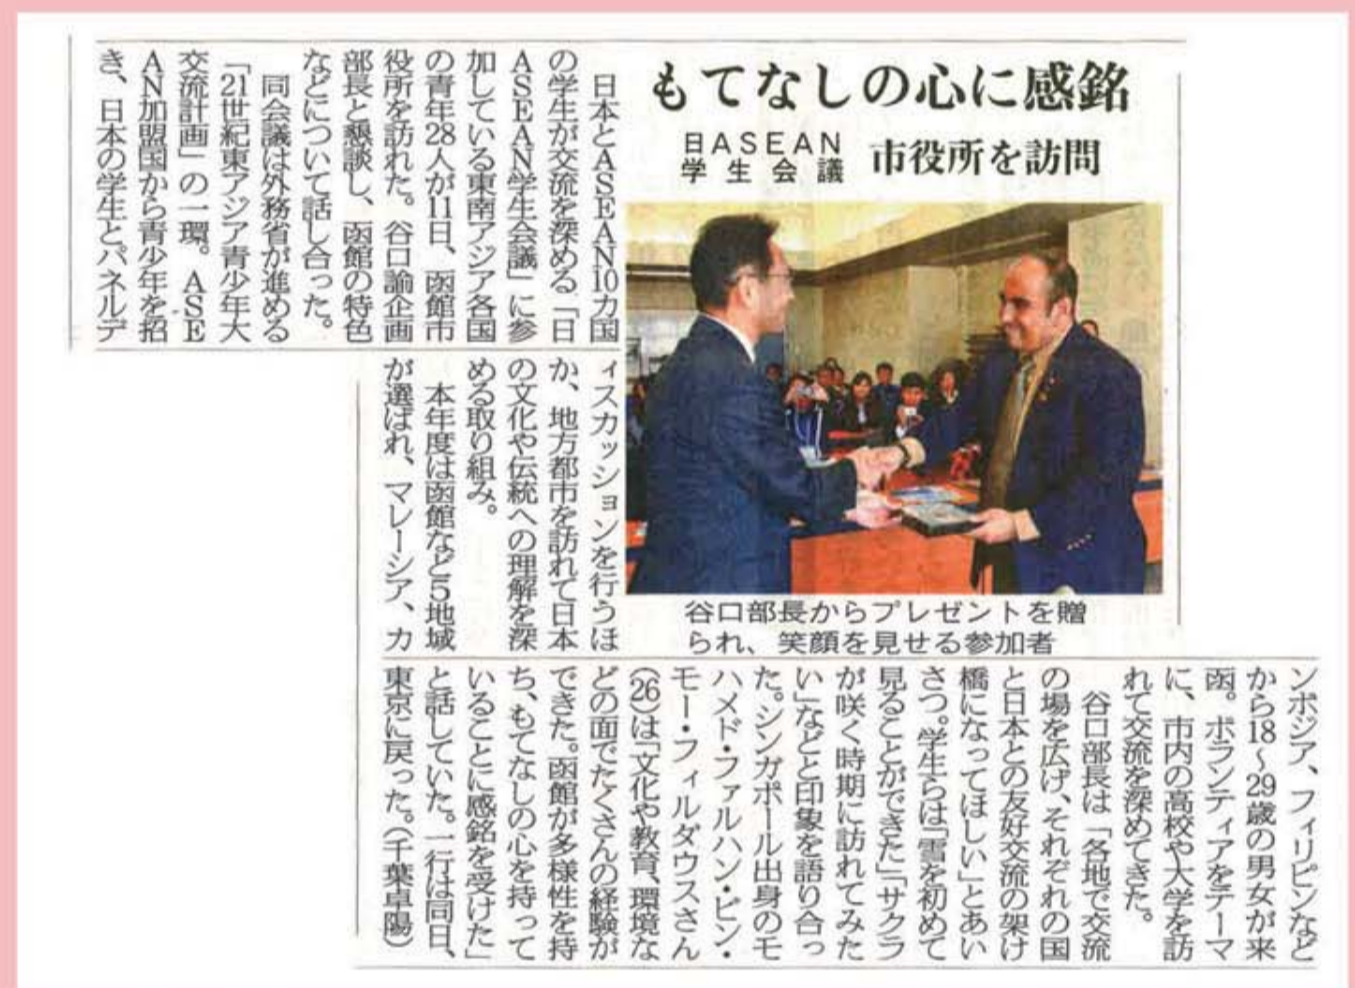 もてなしの心に感銘
日ASEAN
学生会議
市役所を訪問
日本とASEAN10カ国
の学生が交流を深める「日
ASEAN学生会議」に参
加している東南アジア各国
の青年28人が11日、函館市
役所を訪れた。谷口諭企画
部長と懇談し、函館の特色
などについて話し合った。
同会議は外務省が進める
「21世紀東アジア青少年大
交流計画」の一環。ASE
AN加盟国から青少年を招
き、日本の学生とパネルデ
ィスカッションを行うほ
か、地方都市を訪れて日本
の文化や伝統への理解を深
める取り組み。
本年度は函館など5地域
が選ばれ、マレーシア、カ
谷口部長からプレゼントを贈
られ、笑顔を見せる参加者
ンボジア、フィリピンなど
から18〜29歳の男女が来
函。ボランティアをテーマ
に、市内の高校や大学を訪
れて交流を深めてきた。
谷口部長は「各地で交流
の場を広げ、それぞれの国
と日本との友好交流の架け
橋になってほしい」とあい
さつ。学生らは「雪を初めて
見ることができた」「サクラ
が咲く時期に訪れてみた
い」などと印象を語り合っ
た。シンガポール出身のモ
ハメド・ファルハン・ビン・
モー・フィルダウスさん
(26)は「文化や教育、環境な
どの面でたくさんの経験が
できた。函館が多様性を持
ち、もてなしの心を持って
いることに感銘を受けた」
と話していた。一行は同日、
東京に戻った。(千葉卓陽)